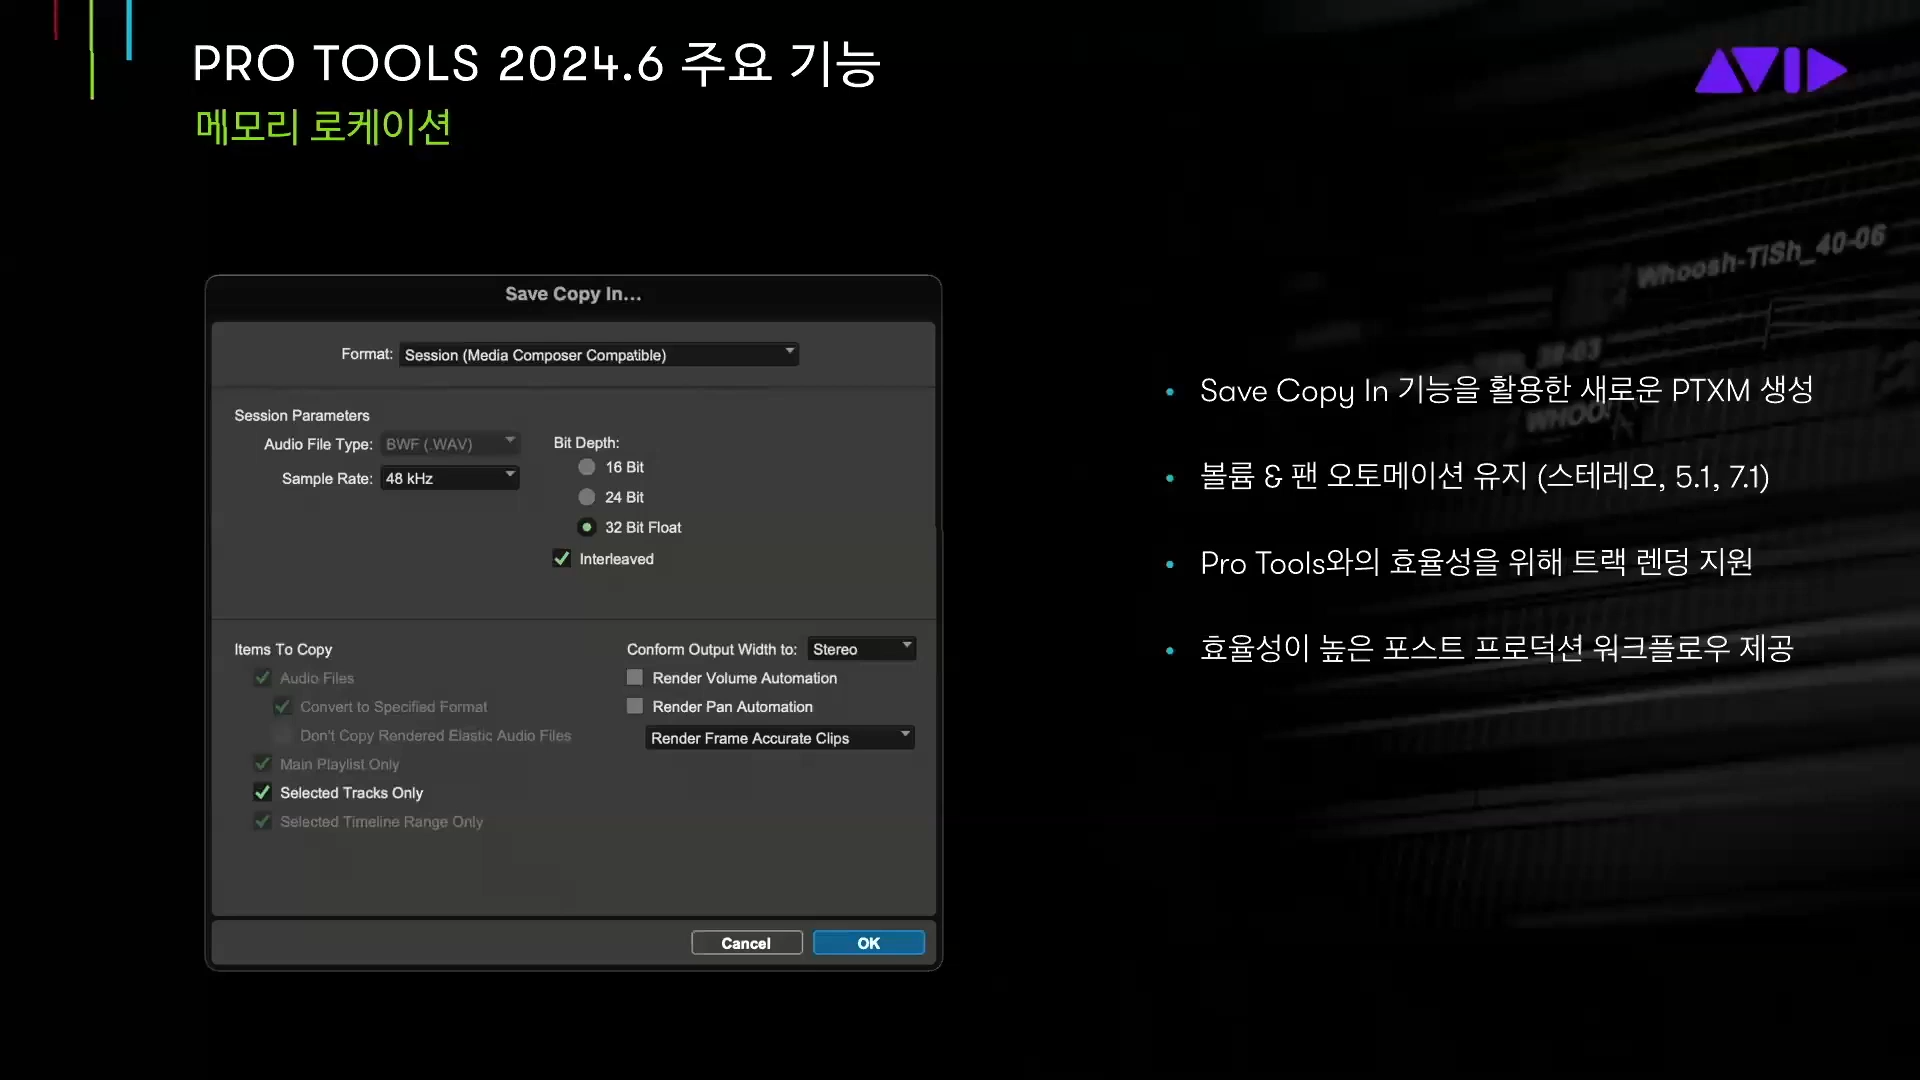 PRO TOOLS 2024.6 주요 기능
메모리 로케이션
AVID
Save Copy In...
Format: Session (Media Composer Compatible)
Session Parameters
Audio File Type: BWF (.WAV)
Sample Rate: 48 kHz
Bit Depth:
16 Bit
24 Bit
32 Bit Float
Interleaved
Items To Copy
Audio Files
Convert to Specified Format
Don't Copy Rendered Elastic Audio Files
Main Playlist Only
Selected Tracks Only
Selected Timeline Range Only
Conform Output Width to: Stereo
Render Volume Automation
Render Pan Automation
Render Frame Accurate Clips
Cancel
OK
Whoosh-TISh_40-06
• Save Copy In 기능을 활용한 새로운 PTXM 생성
• 볼륨 & 팬 오토메이션 유지 (스테레오, 5.1, 7.1)
• Pro Tools와의 효율성을 위해 트랙 렌더링 지원
• 효율성이 높은 포스트 프로덕션 워크플로우 제공